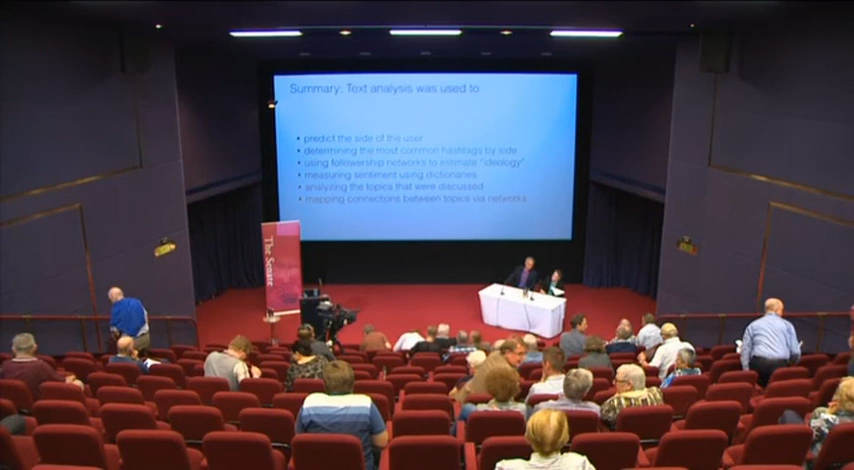 Summary: Text analysis was used to
• predict the side of the user
• determining the most common hashtags by side
• using followership networks to estimate "ideology"
• measuring sentiment using dictionaries
• analyzing the topics that were discussed
• mapping connections between topics via networks
The Senate